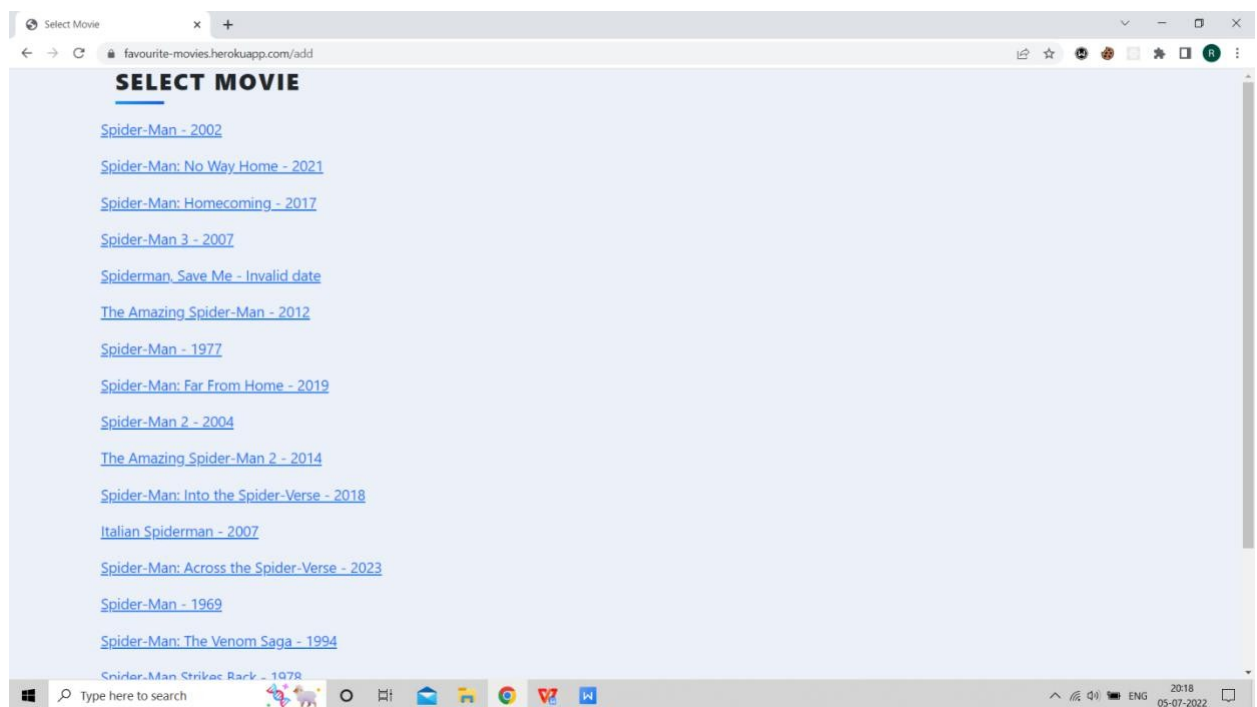 Select Movie
favourite-movies.herokuapp.com/add
R
SELECT MOVIE
Spider-Man - 2002
Spider-Man: No Way Home - 2021
Spider-Man: Homecoming - 2017
Spider-Man 3 - 2007
Spiderman, Save Me - Invalid date
The Amazing Spider-Man - 2012
Spider-Man - 1977
Spider-Man: Far From Home - 2019
Spider-Man 2 - 2004
The Amazing Spider-Man 2 - 2014
Spider-Man: Into the Spider-Verse - 2018
Italian Spiderman - 2007
Spider-Man: Across the Spider-Verse - 2023
Spider-Man - 1969
Spider-Man: The Venom Saga - 1994
Spider-Man Strikes Back - 1978
Type here to search
ENG
20:18
05-07-2022